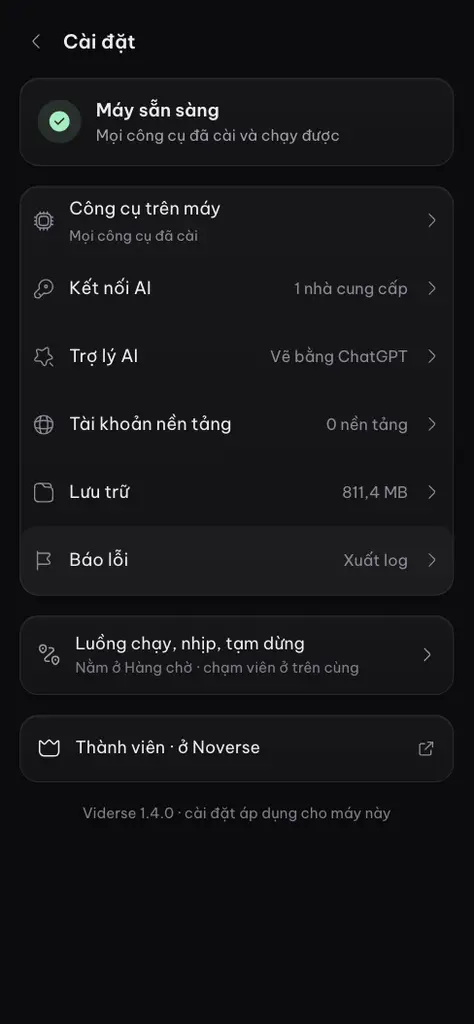 Cài đặt
Máy sẵn sàng
Mọi công cụ đã cài và chạy được
Công cụ trên máy
Mọi công cụ đã cài
Kết nối AI 1 nhà cung cấp
Trợ lý AI Vẽ bằng ChatGPT
Tài khoản nền tảng 0 nền tảng
Lưu trữ 811,4 MB
Báo lỗi Xuất log
Luồng chạy, nhịp, tạm dừng
Nằm ở Hàng chờ · chạm viên ở trên cùng
Thành viên · ở Noverse
Viderse 1.4.0 · cài đặt áp dụng cho máy này